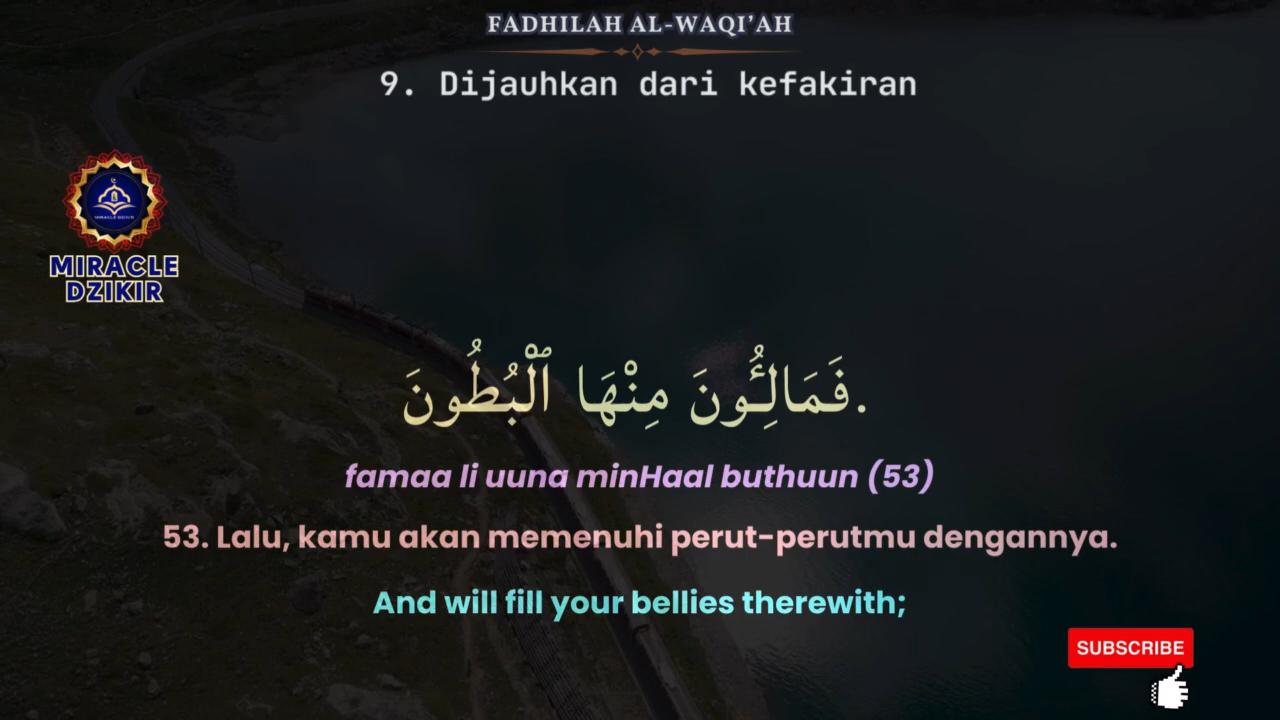 FADHILAH AL-WAQI'AH
9. Dijauhkan dari kefakiran
MIRACLE
DZIKIR
فَمَالِـُٔونَ مِنْهَا ٱلْبُطُونَ.
famaa li uuna minHaal buthuun (53)
53. Lalu, kamu akan memenuhi perut-perutmu dengannya.
And will fill your bellies therewith;
SUBSCRIBE